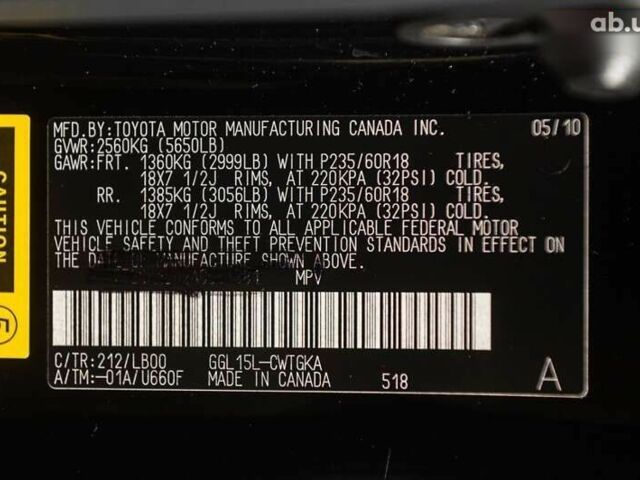 ab.u
MFD.BY:TOYOTA MOTOR MANUFACTURING CANADA INC. 05/10
GVWR:2560KG (5650LB)
GAWR:FRT. 1360KG (2999LB) WITH P235/60R18 TIRES,
18X7 1/2J RIMS, AT 220KPA (32PSI) COLD.
RR. 1385KG (3056LB) WITH P235/60R18 TIRES,
18X7 1/2J RIMS, AT 220KPA (32PSI) COLD.
THIS VEHICLE CONFORMS TO ALL APPLICABLE FEDERAL MOTOR
VEHICLE SAFETY AND THEFT PREVENTION STANDARDS IN EFFECT ON
THE DATE OF MANUFACTURE SHOWN ABOVE.
MPV
C/TR:212/LB00 GGL15L-CWTGKA
A/TM:-01A/U660F MADE IN CANADA 518 A
CAUTION